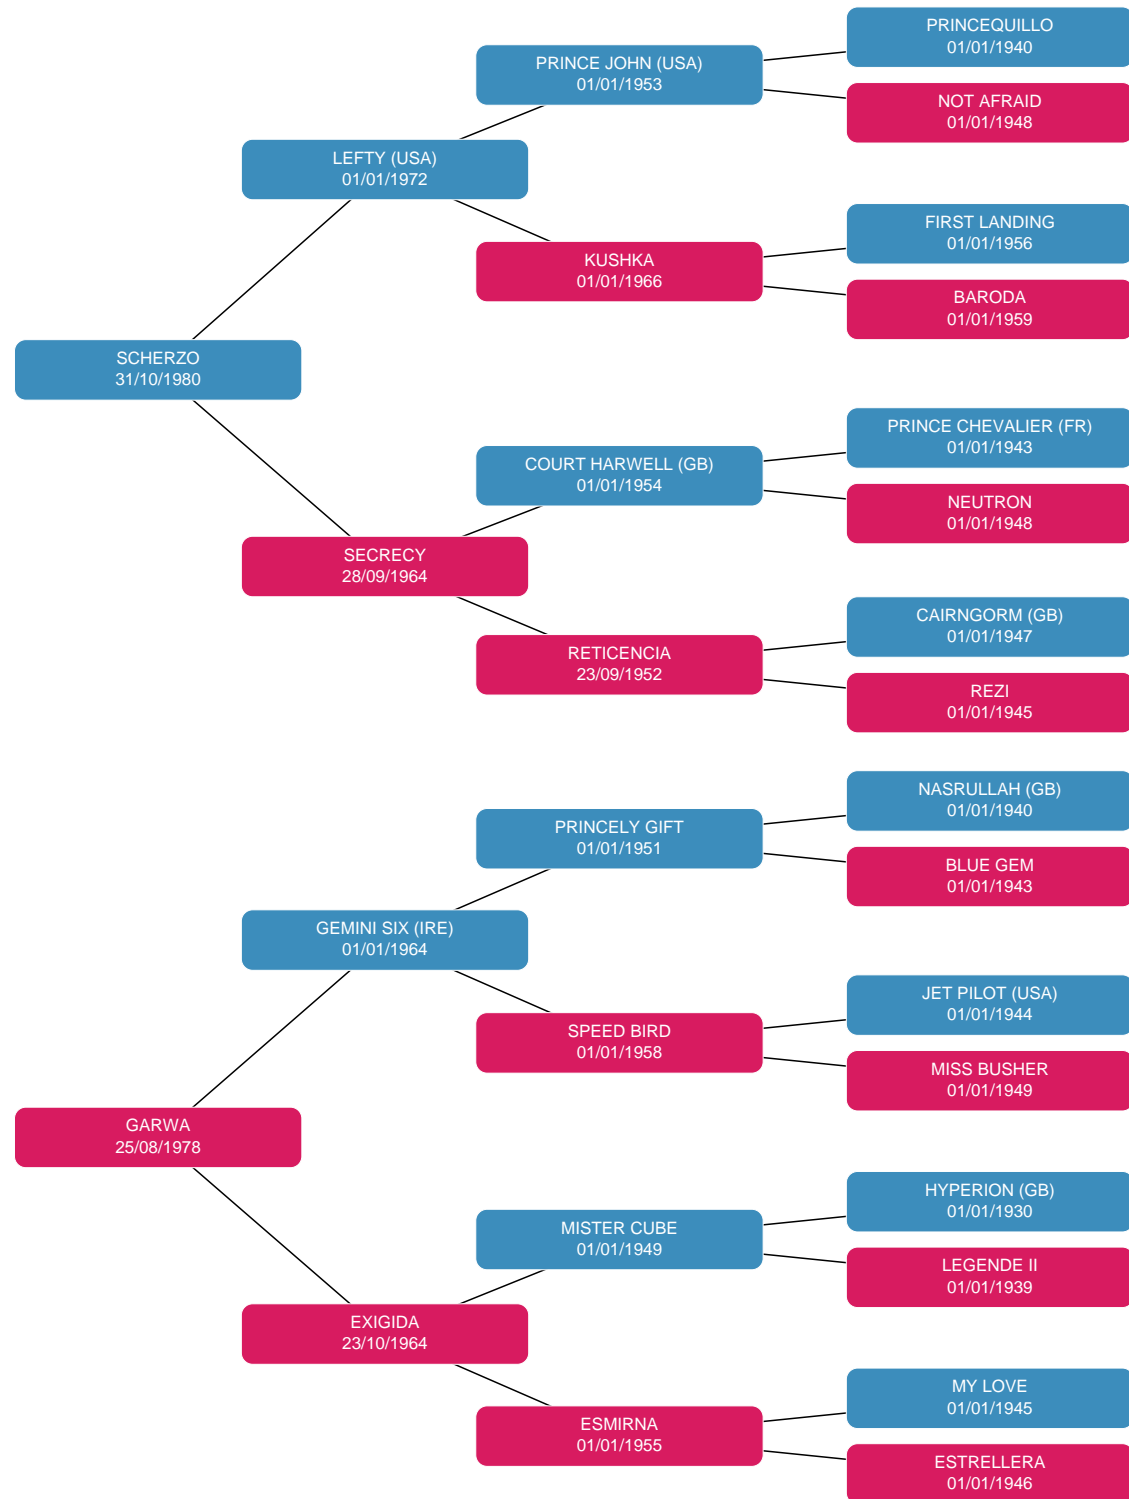 PRINCEQUILLO
01/01/1940
PRINCE JOHN (USA)
01/01/1953
NOT AFRAID
01/01/1948
LEFTY (USA)
01/01/1972
FIRST LANDING
01/01/1956
KUSHKA
01/01/1966
BARODA
01/01/1959
SCHERZO
31/10/1980
PRINCE CHEVALIER (FR)
01/01/1943
COURT HARWELL (GB)
01/01/1954
NEUTRON
01/01/1948
SECRECY
28/09/1964
CAIRNGORM (GB)
01/01/1947
RETICENCIA
23/09/1952
REZI
01/01/1945
NASRULLAH (GB)
01/01/1940
PRINCELY GIFT
01/01/1951
BLUE GEM
01/01/1943
GEMINI SIX (IRE)
01/01/1964
JET PILOT (USA)
01/01/1944
SPEED BIRD
01/01/1958
MISS BUSHER
01/01/1949
GARWA
25/08/1978
HYPERION (GB)
01/01/1930
MISTER CUBE
01/01/1949
LEGENDE II
01/01/1939
EXIGIDA
23/10/1964
MY LOVE
01/01/1945
ESMIRNA
01/01/1955
ESTRELLERA
01/01/1946